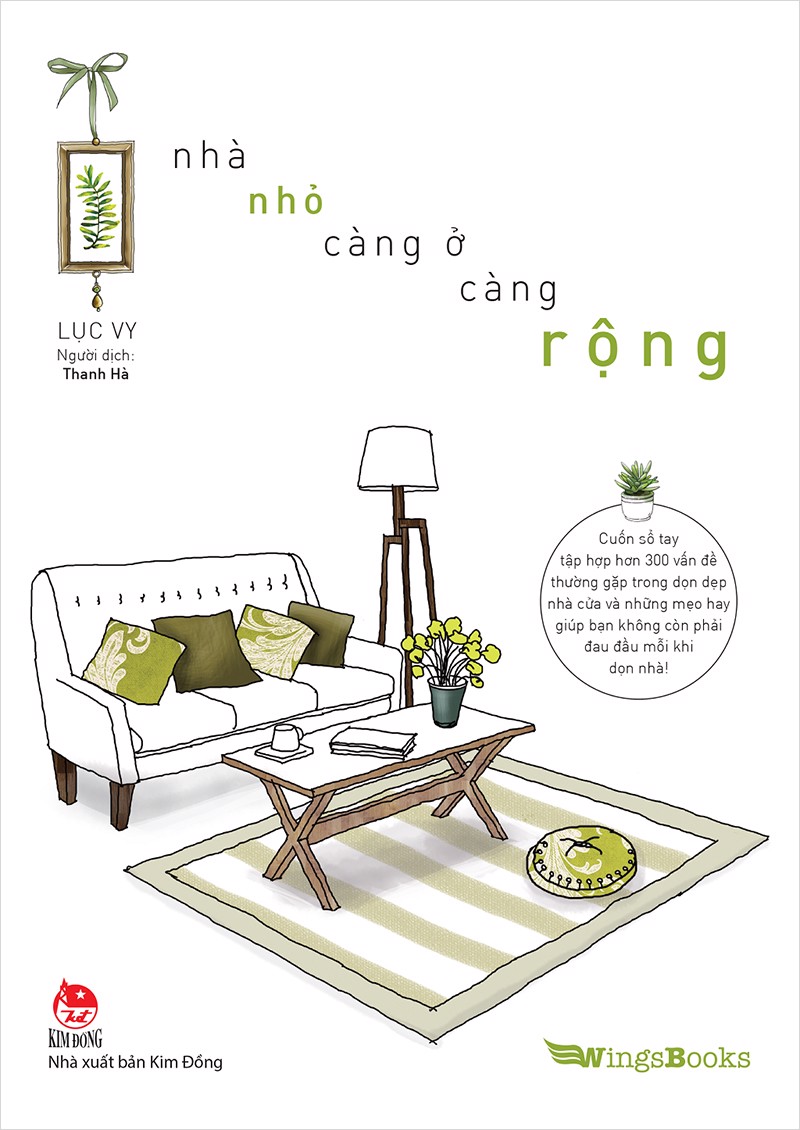 nhà
nhỏ
càng ở
càng
rộng
LỤC VY
Người dịch:
Thanh Hà
Cuốn sổ tay
tập hợp hơn 300 vấn đề
thường gặp trong dọn dẹp
nhà cửa và những mẹo hay
giúp bạn không còn phải
đau đầu mỗi khi
dọn nhà!
kđ
KIM ĐỒNG
Nhà xuất bản Kim Đồng
WingsBooks